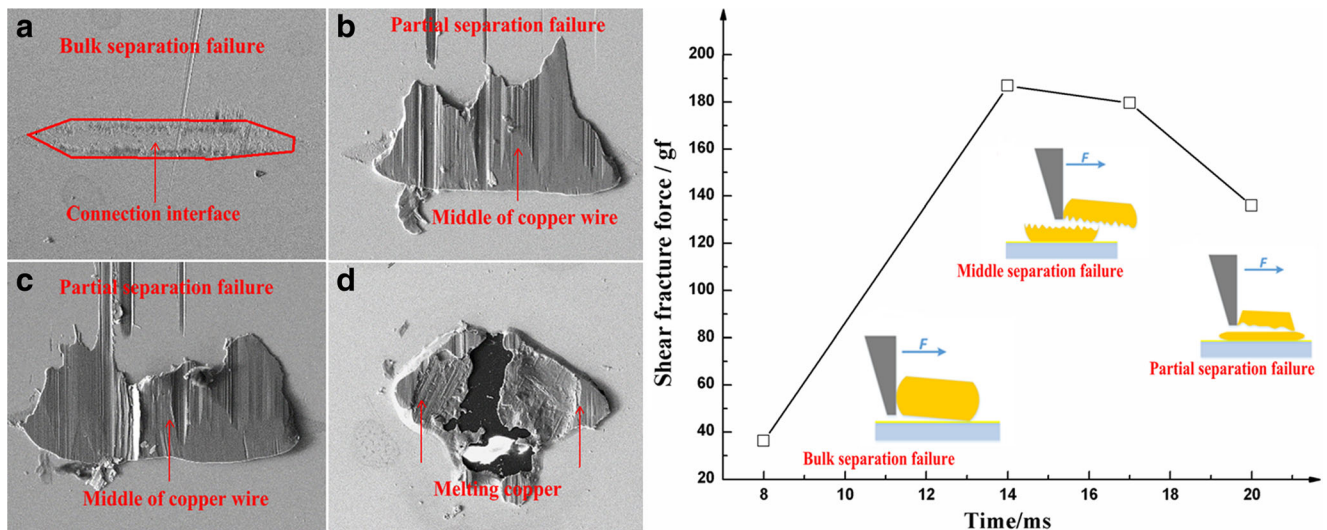 a
Bulk separation failure
Connection interface
b
Partial separation failure
Middle of copper wire
c
Partial separation failure
Middle of copper wire
d
Melting copper
Shear fracture force / gf
200
180
160
140
120
100
80
60
40
20
F
Middle separation failure
F
Partial separation failure
F
Bulk separation failure
8
10
12
14
16
18
20
Time/ms